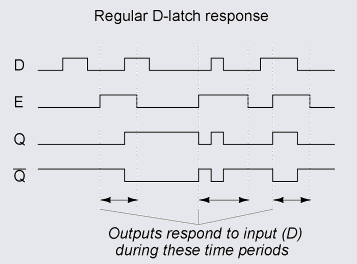 Regular D-latch response
D
E
Q
Q̅
Outputs respond to input (D)
during these time periods